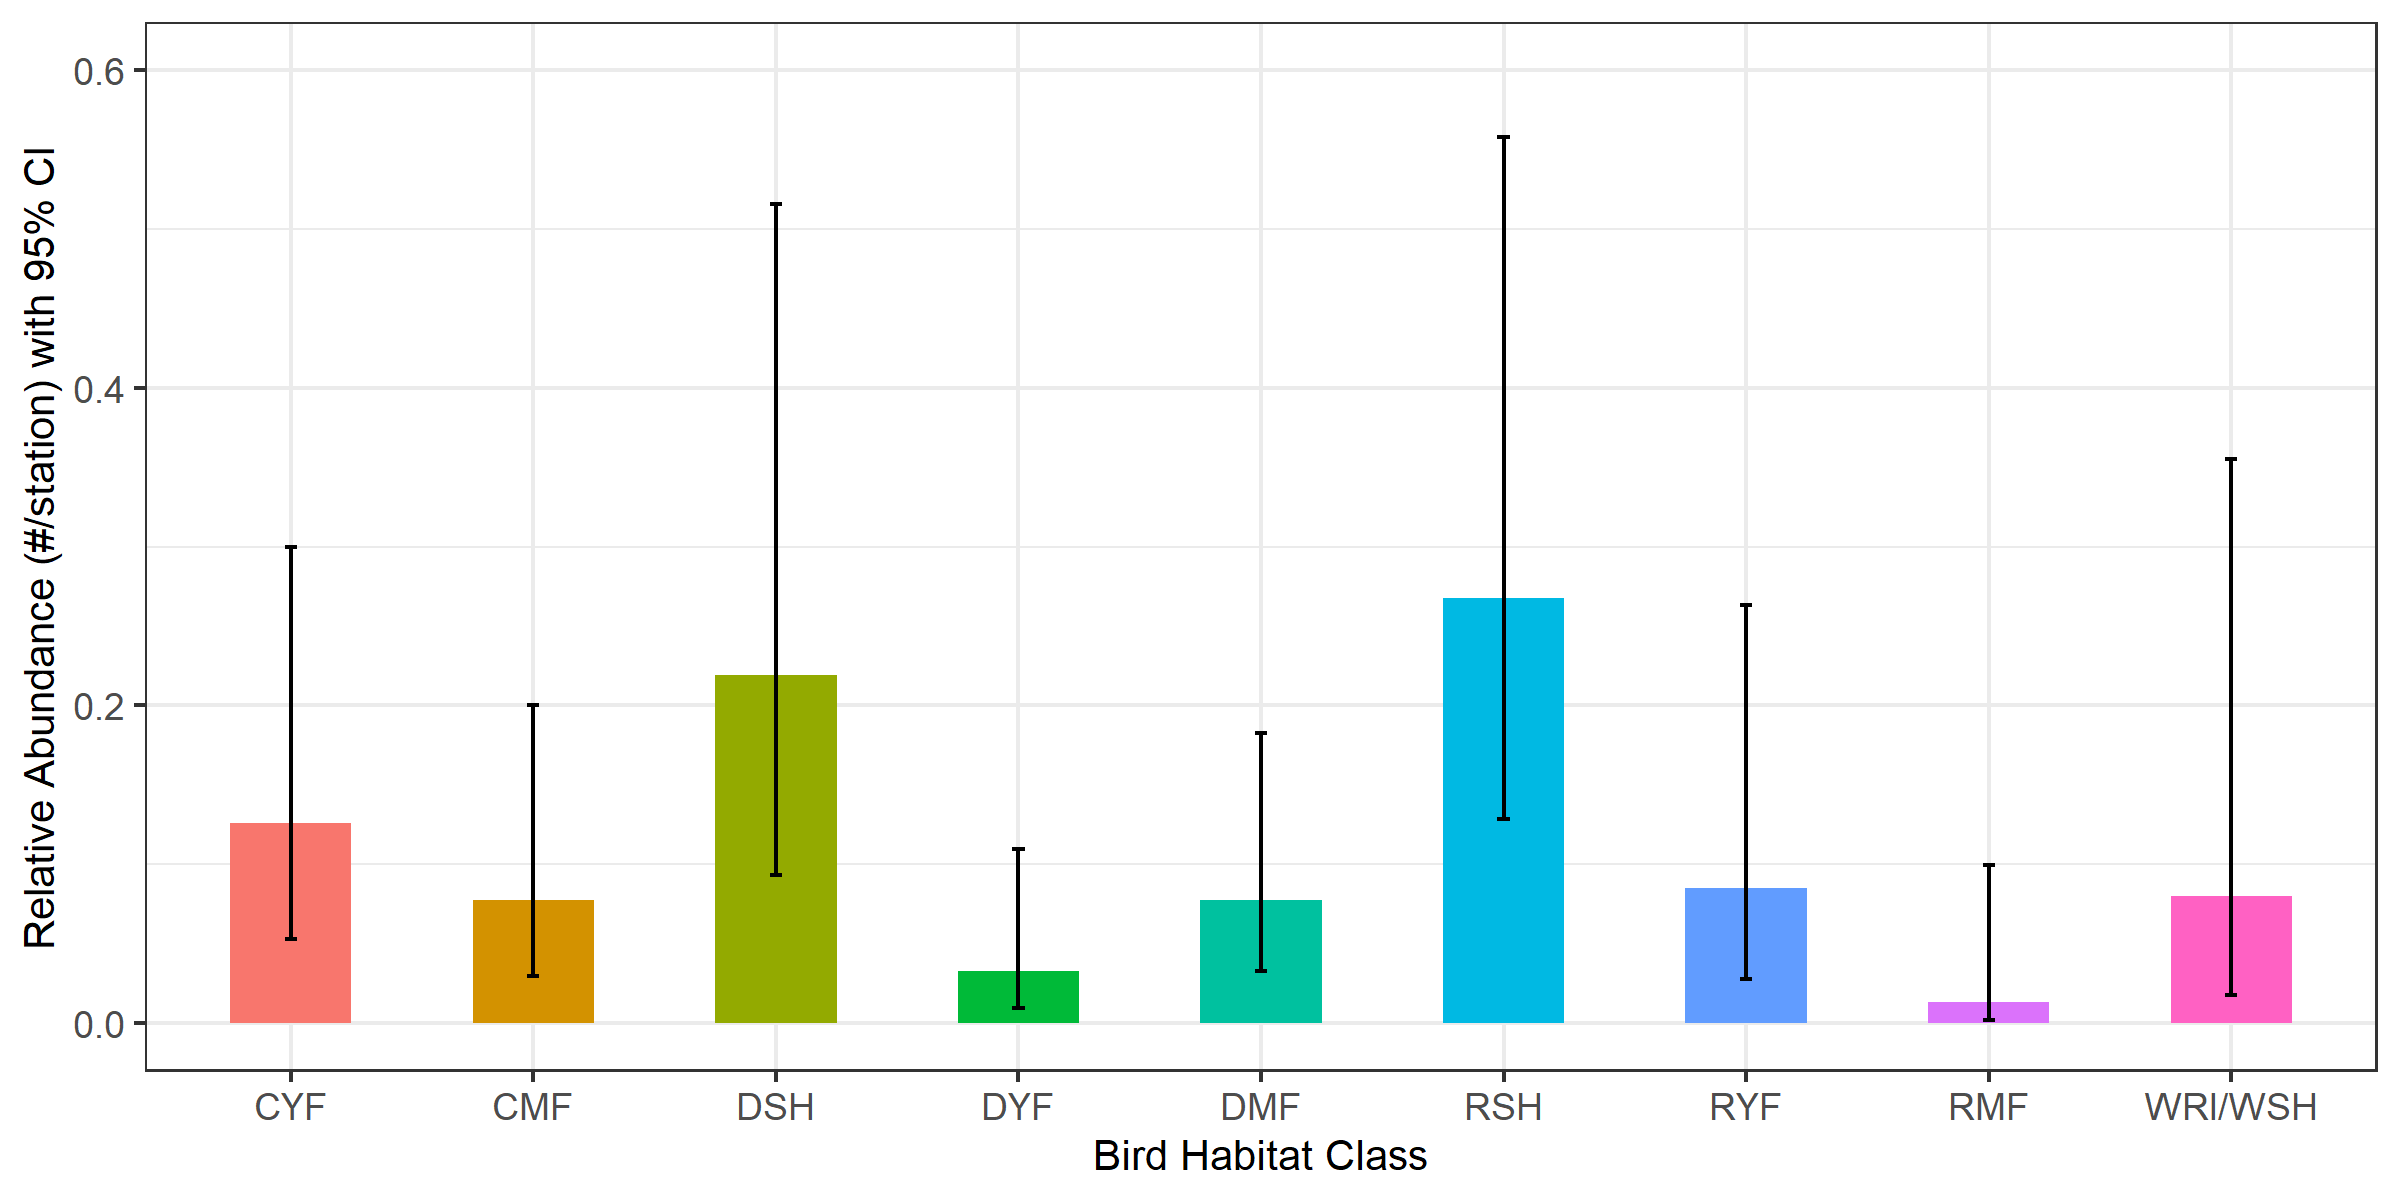 Relative Abundance (#/station) with 95% CI
0.6
0.4
0.2
0.0
CYF CMF DSH DYF DMF RSH RYF RMF WRI/WSH
Bird Habitat Class